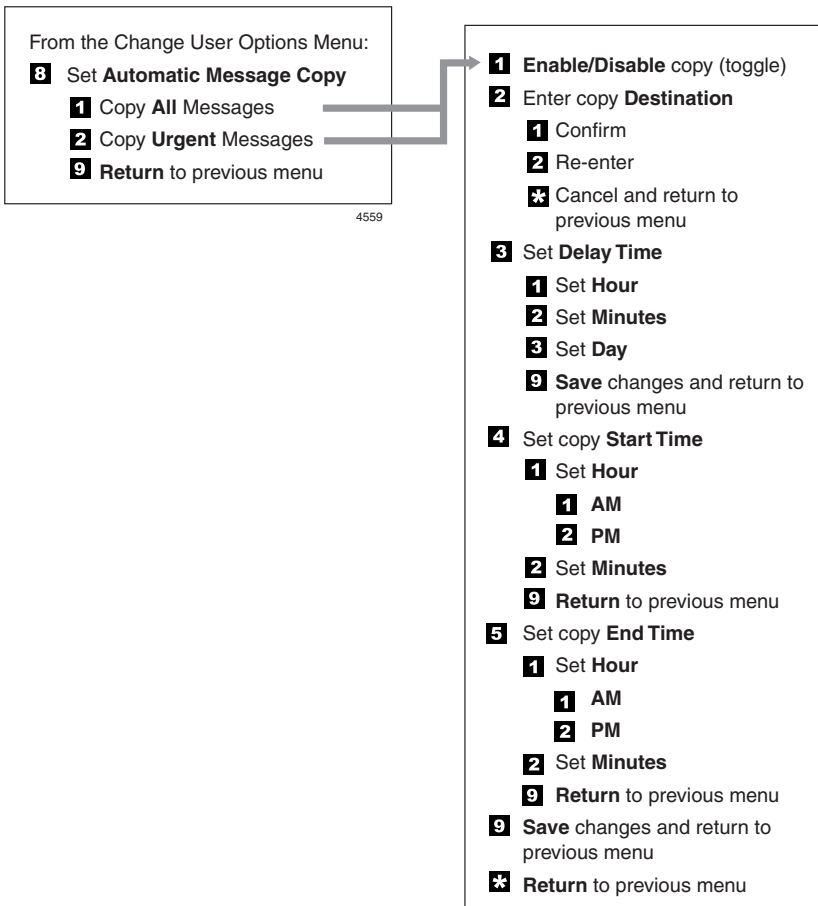 From the Change User Options Menu:
8 Set Automatic Message Copy
1 Copy All Messages
2 Copy Urgent Messages
9 Return to previous menu
4559
1 Enable/Disable copy (toggle)
2 Enter copy Destination
1 Confirm
2 Re-enter
* Cancel and return to
previous menu
3 Set Delay Time
1 Set Hour
2 Set Minutes
3 Set Day
9 Save changes and return to
previous menu
4 Set copy Start Time
1 Set Hour
1 AM
2 PM
2 Set Minutes
9 Return to previous menu
5 Set copy End Time
1 Set Hour
1 AM
2 PM
2 Set Minutes
9 Return to previous menu
9 Save changes and return to
previous menu
* Return to previous menu